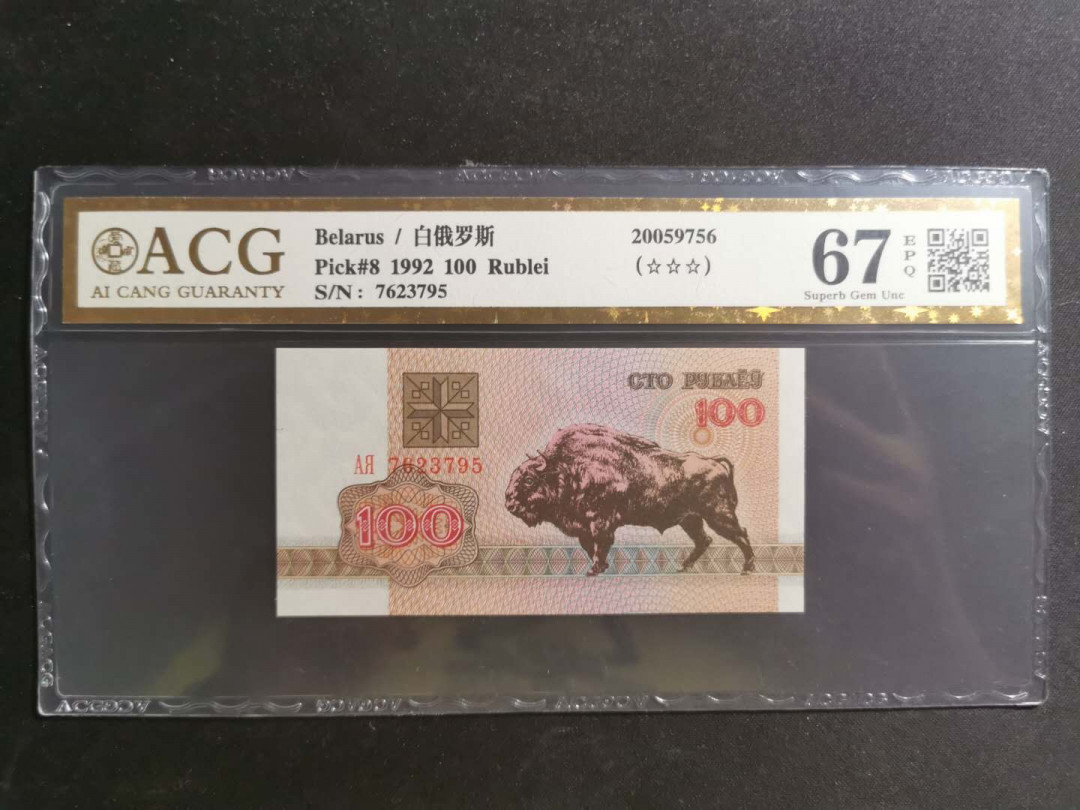 ACG
AI CANG GUARANTY
Belarus / 白俄罗斯
Pick#8 1992 100 Rublei
S/N: 7623795
20059756
(☆☆☆)
67
EPQ
Superb Gem Unc
СТО РУБЛЁЎ
100
АЯ 7623795
100